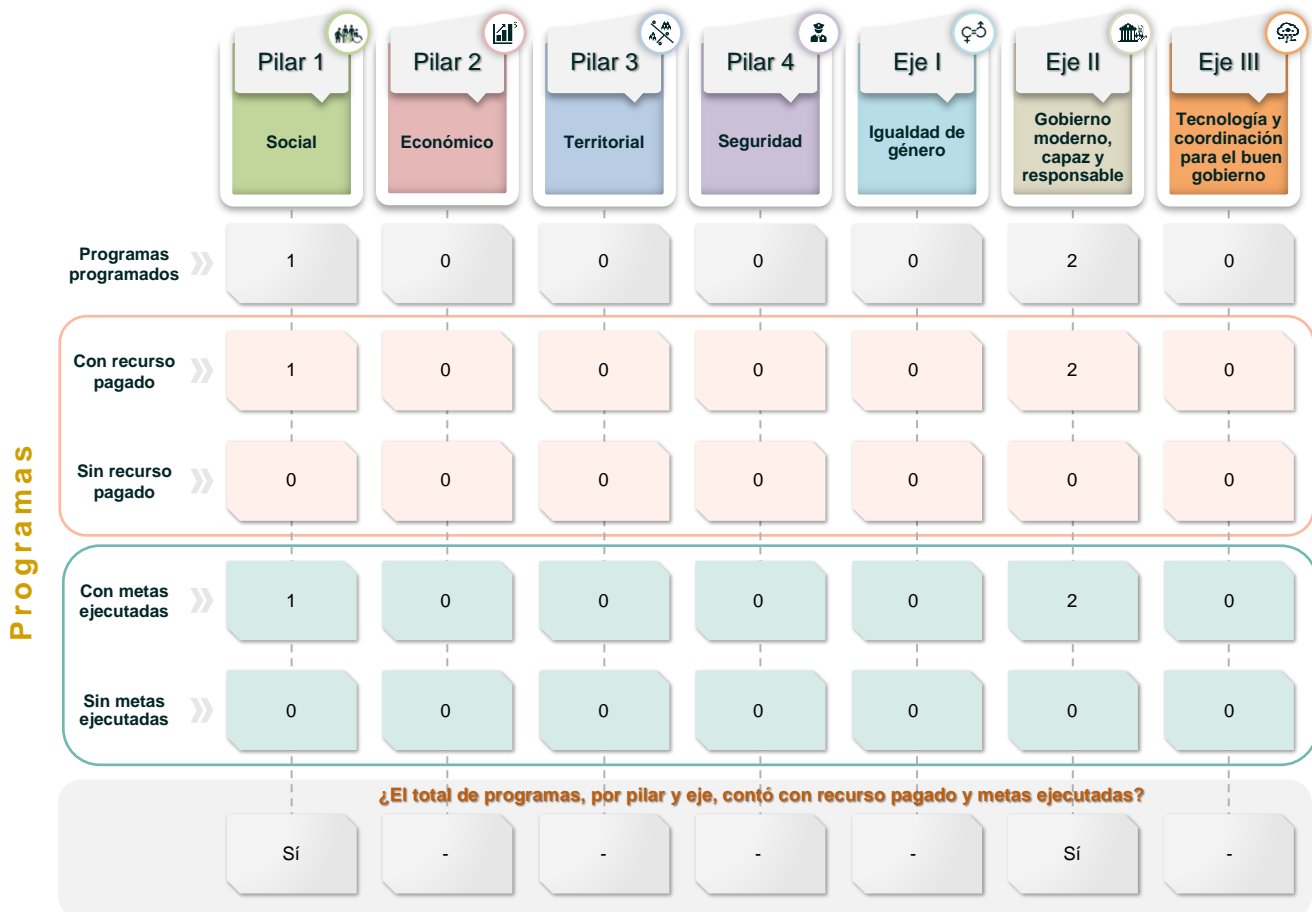 Pilar 1
Pilar 2
Pilar 3
Pilar 4
Eje I
Eje II
Eje III
Social
Económico
Territorial
Seguridad
Igualdad de
género
Gobierno
moderno,
capaz y
responsable
Tecnología y
coordinación
para el buen
gobierno
Programas
Programas
programados
1 0 0 0 0 2 0
Con recurso
pagado
1 0 0 0 0 2 0
Sin recurso
pagado
0 0 0 0 0 0 0
Con metas
ejecutadas
1 0 0 0 0 2 0
Sin metas
ejecutadas
0 0 0 0 0 0 0
¿El total de programas, por pilar y eje, contó con recurso pagado y metas ejecutadas?
Sí - - - - Sí -